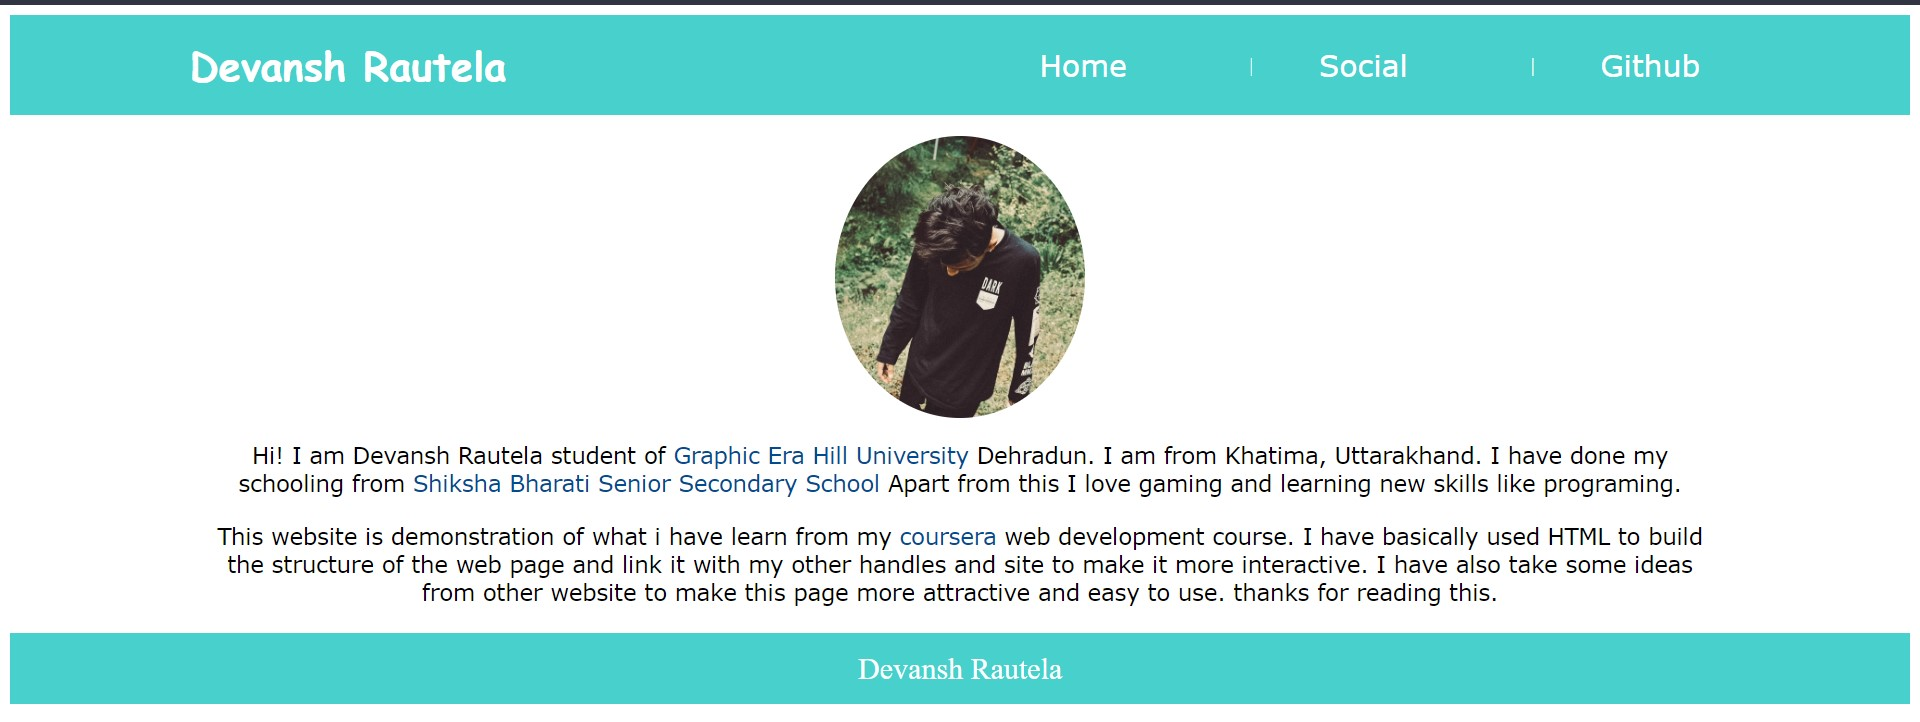 Devansh Rautela
Home | Social | Github
DARK
Hi! I am Devansh Rautela student of Graphic Era Hill University Dehradun. I am from Khatima, Uttarakhand. I have done my
schooling from Shiksha Bharati Senior Secondary School Apart from this I love gaming and learning new skills like programing.
This website is demonstration of what i have learn from my coursera web development course. I have basically used HTML to build
the structure of the web page and link it with my other handles and site to make it more interactive. I have also take some ideas
from other website to make this page more attractive and easy to use. thanks for reading this.
Devansh Rautela